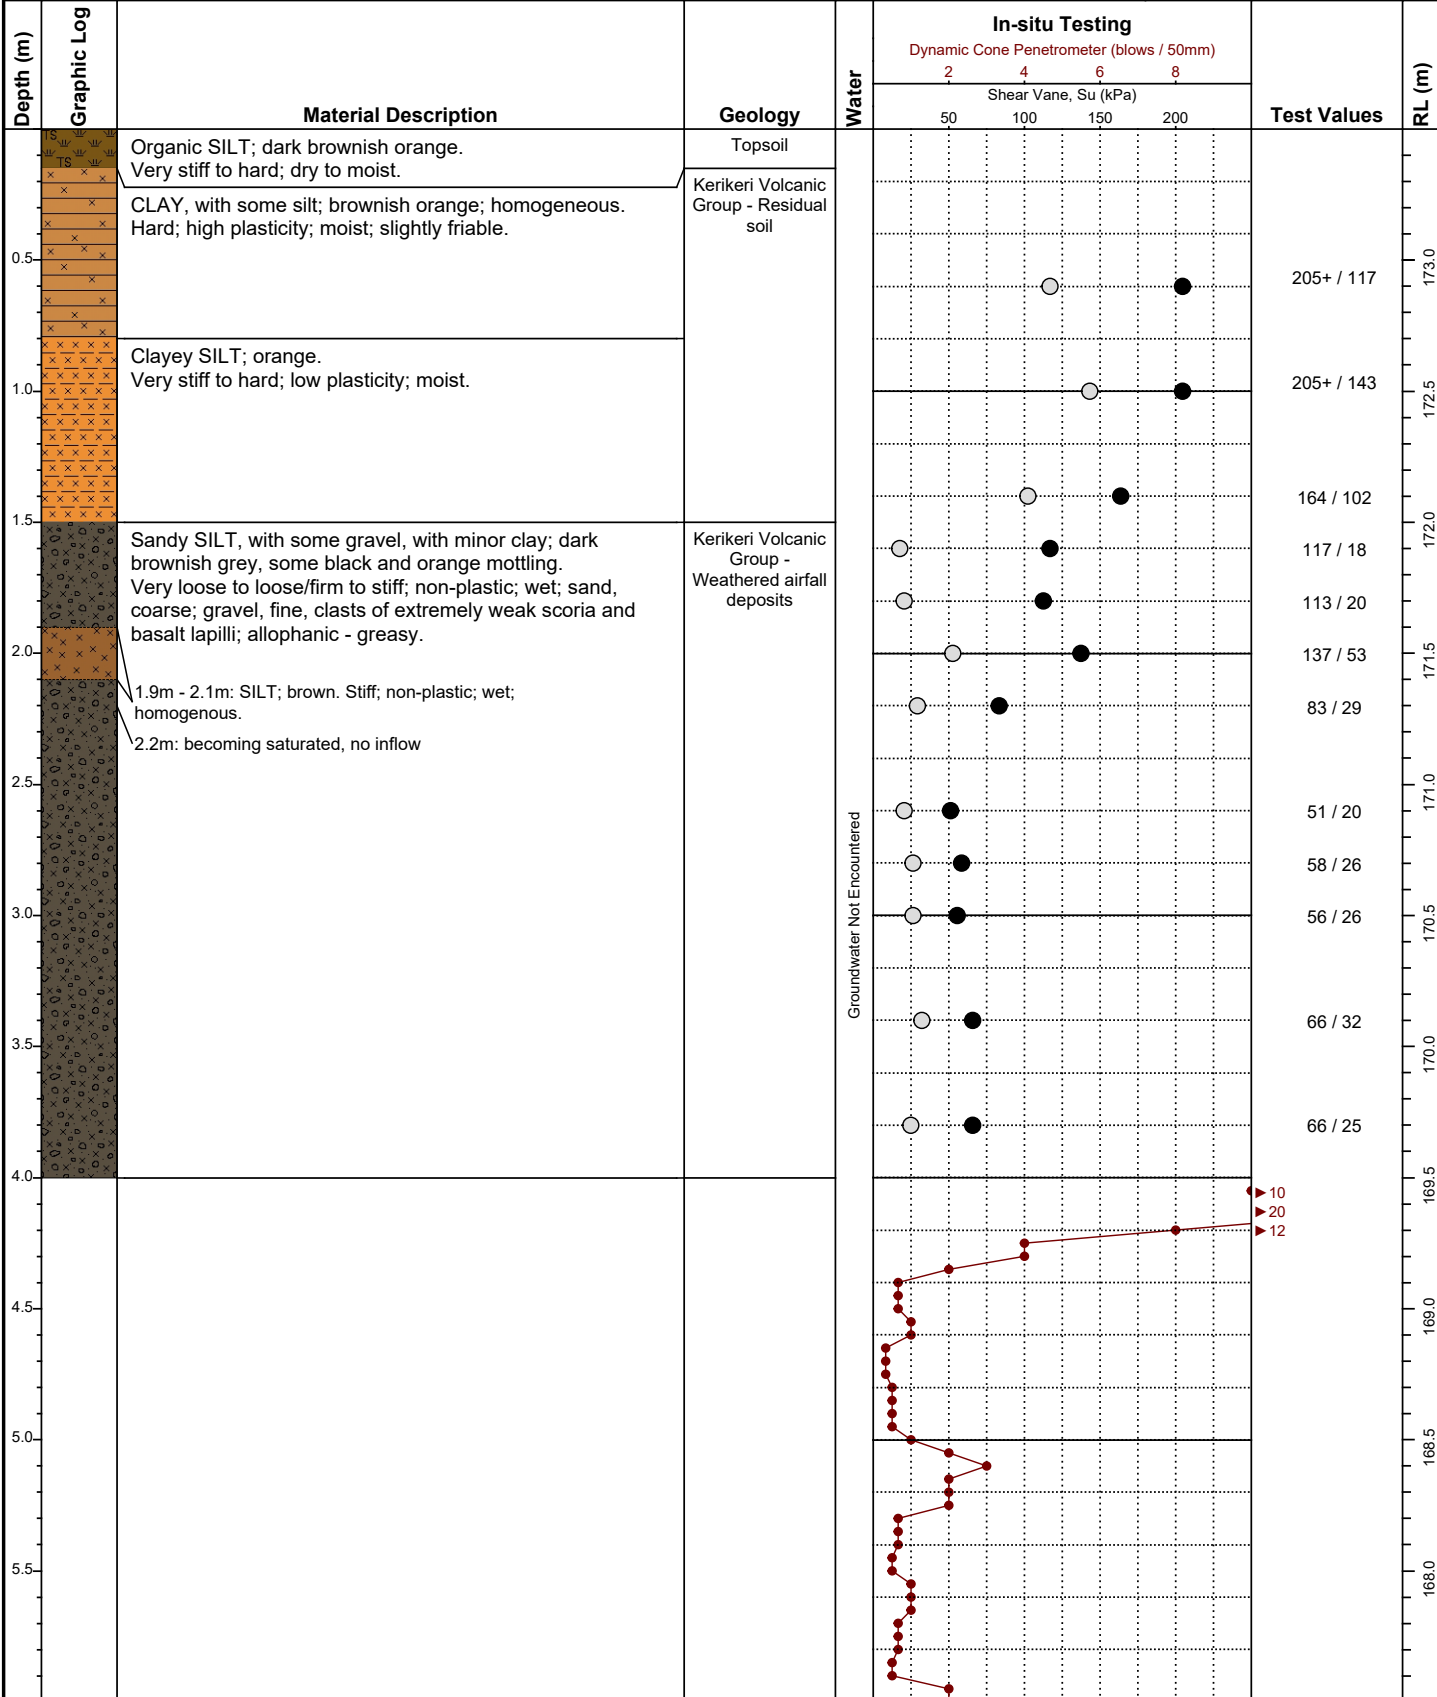 Depth (m)
Graphic Log
Material Description
Geology
Water
In-situ Testing
Dynamic Cone Penetrometer (blows / 50mm)
2 4 6 8
Shear Vane, Su (kPa)
50 100 150 200
Test Values
RL (m)
TS
TS
Organic SILT; dark brownish orange.
Very stiff to hard; dry to moist.
Topsoil
CLAY, with some silt; brownish orange; homogeneous.
Hard; high plasticity; moist; slightly friable.
Kerikeri Volcanic
Group - Residual
soil
0.5
205+ / 117
173.0
Clayey SILT; orange.
Very stiff to hard; low plasticity; moist.
1.0
205+ / 143
172.5
164 / 102
1.5
172.0
Sandy SILT, with some gravel, with minor clay; dark
brownish grey, some black and orange mottling.
Very loose to loose/firm to stiff; non-plastic; wet; sand,
coarse; gravel, fine, clasts of extremely weak scoria and
basalt lapilli; allophanic - greasy.
Kerikeri Volcanic
Group -
Weathered airfall
deposits
117 / 18
113 / 20
2.0
137 / 53
171.5
1.9m - 2.1m: SILT; brown. Stiff; non-plastic; wet;
homogenous.
83 / 29
2.2m: becoming saturated, no inflow
2.5
171.0
51 / 20
58 / 26
Groundwater Not Encountered
3.0
56 / 26
170.5
66 / 32
3.5
170.0
66 / 25
4.0
169.5
10
20
12
4.5
169.0
5.0
168.5
5.5
168.0